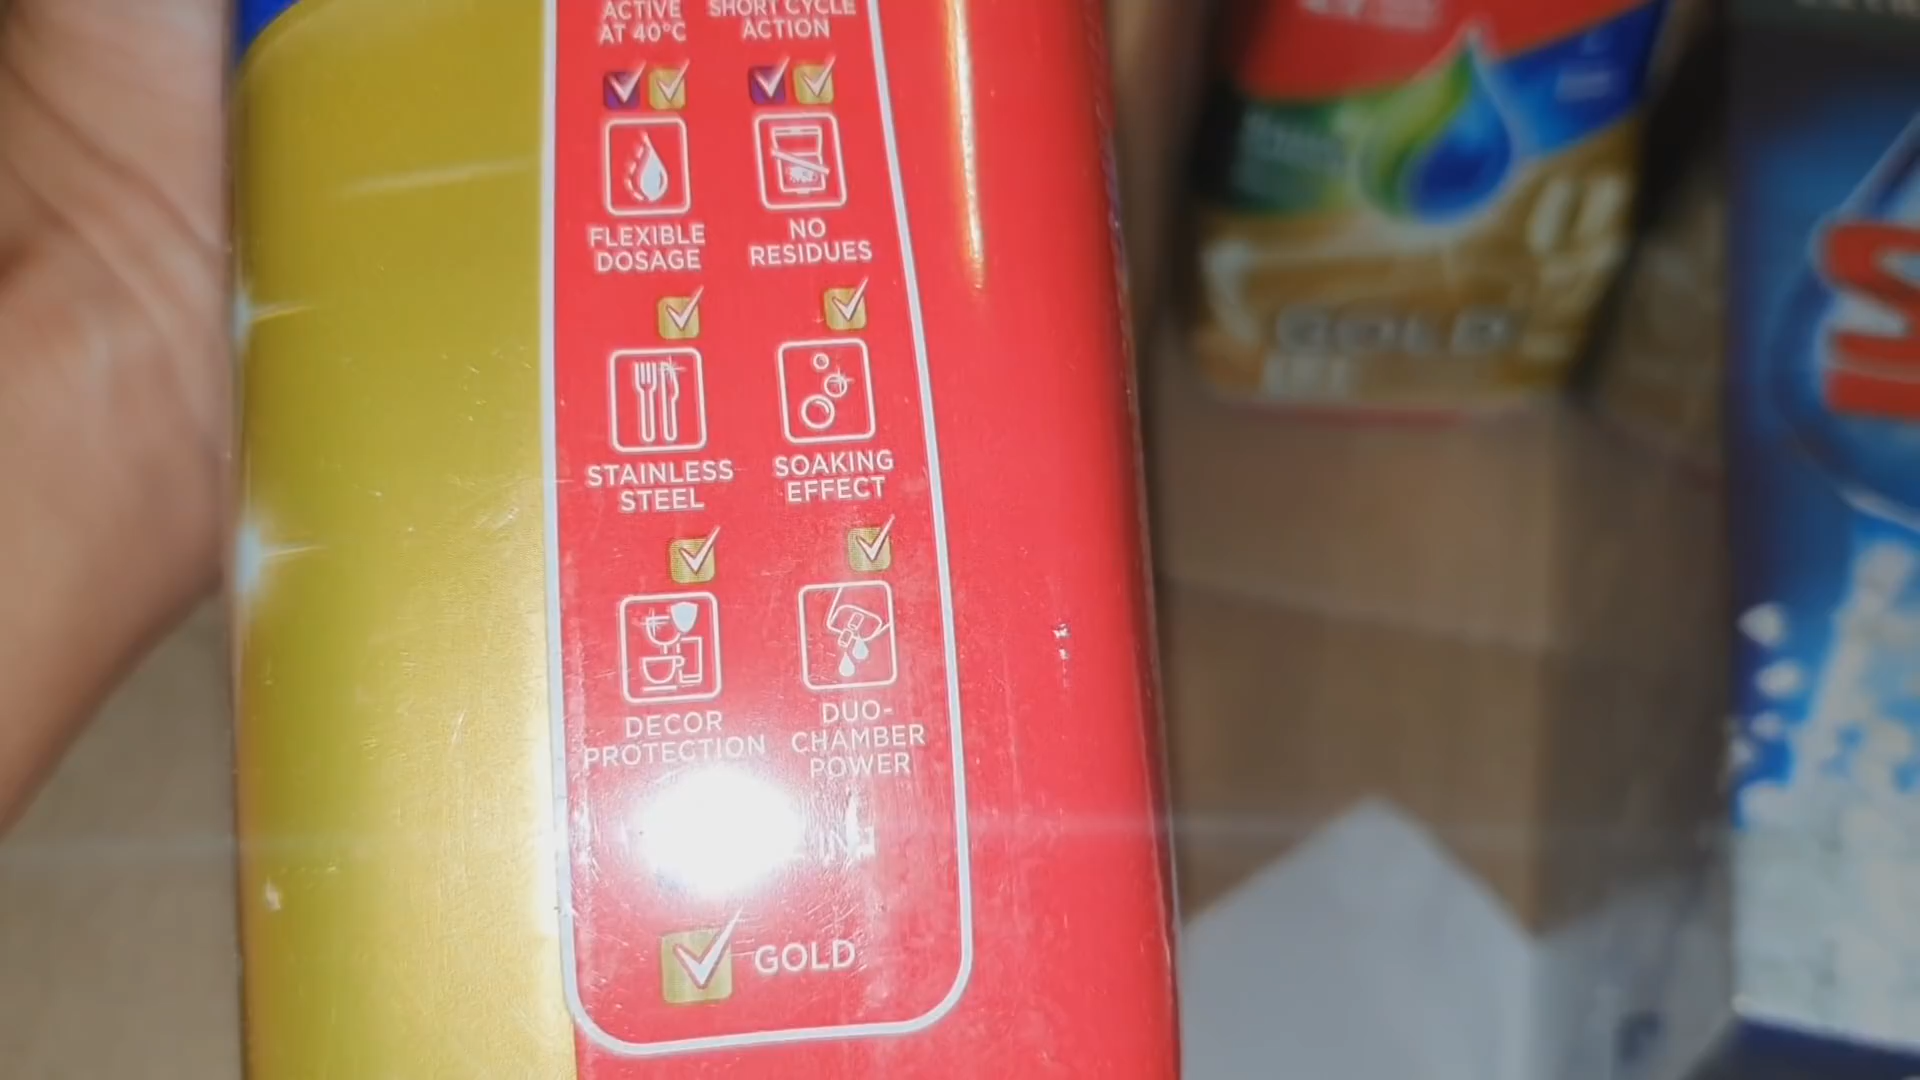 ACTIVE
AT 40°C
SHORT CYCLE
ACTION
FLEXIBLE
DOSAGE
NO
RESIDUES
STAINLESS
STEEL
SOAKING
EFFECT
DECOR
PROTECTION
DUO-
CHAMBER
POWER
GOLD
GOLD